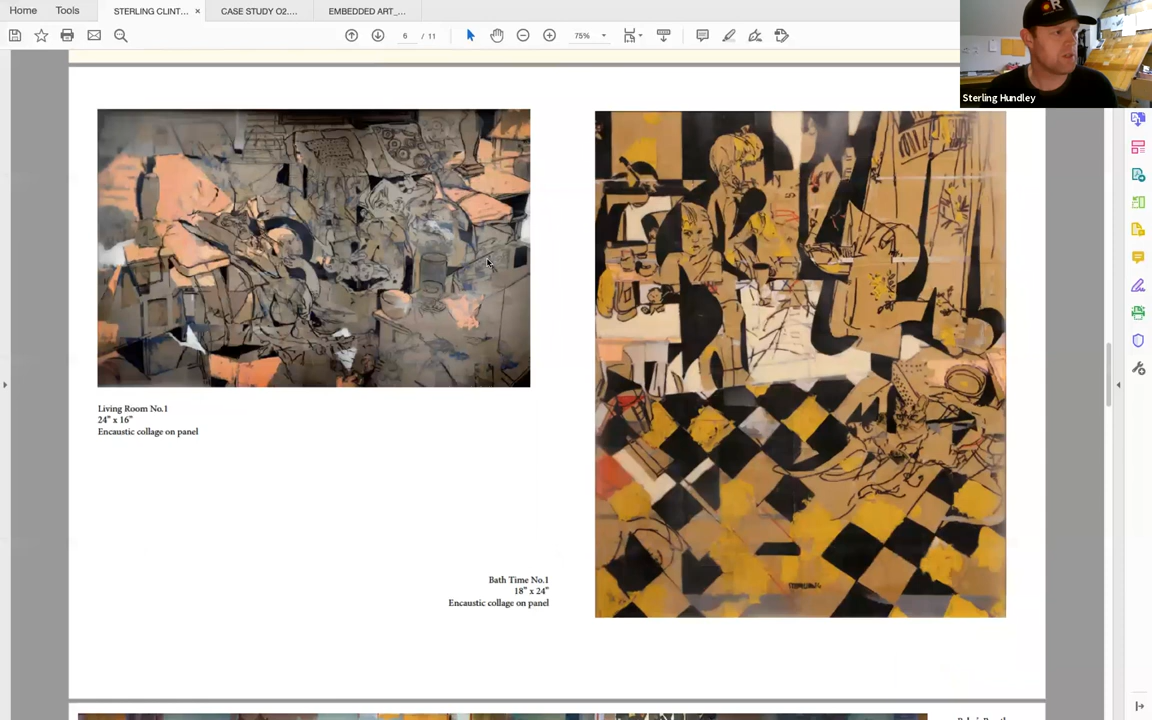 Home Tools STERLING CLINT... × CASE STUDY O2.... EMBEDDED ART_...
6 / 11 75%
Sterling Hundley
Living Room No.1
24" x 16"
Encaustic collage on panel
Bath Time No.1
18" x 24"
Encaustic collage on panel